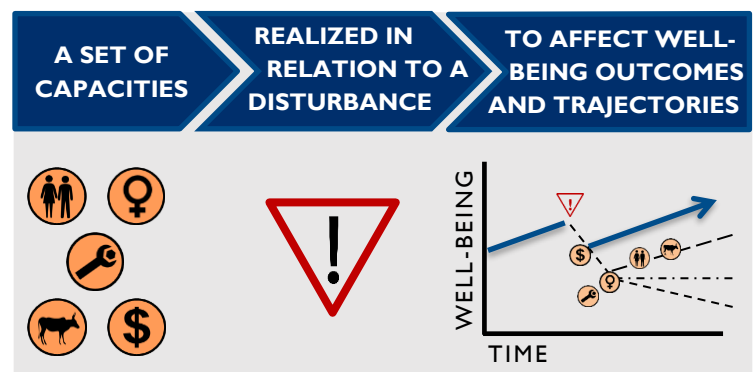 A SET OF
CAPACITIES
REALIZED IN
RELATION TO A
DISTURBANCE
TO AFFECT WELL-
BEING OUTCOMES
AND TRAJECTORIES
$
!
WELL-BEING
!
$
TIME